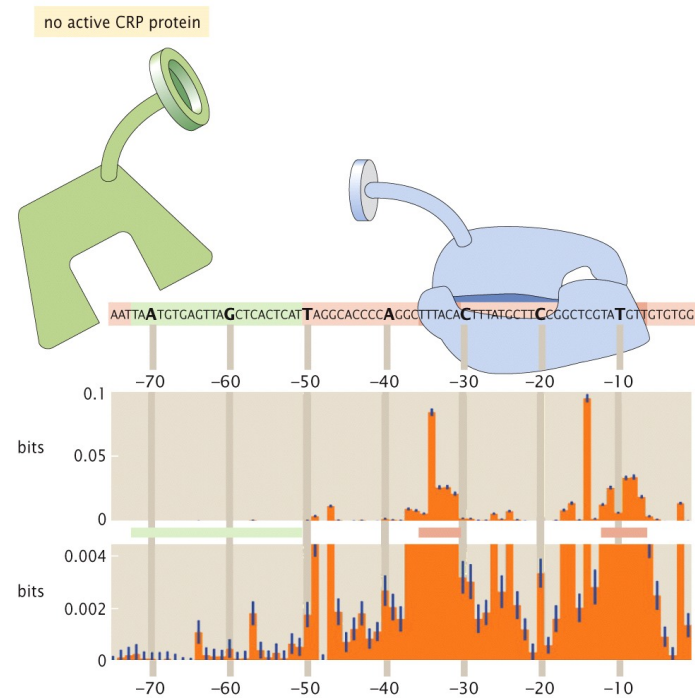 no active CRP protein
AATTAATGTGAGTTAGCTCACTCATTAGGCACCCCAGGCTTTACACTTTATGCTTCCGGCTCGTATGTTGTGTGG
−70 −60 −50 −40 −30 −20 −10
0.1
bits 0.05
0
0.004
bits
0.002
0
−70 −60 −50 −40 −30 −20 −10